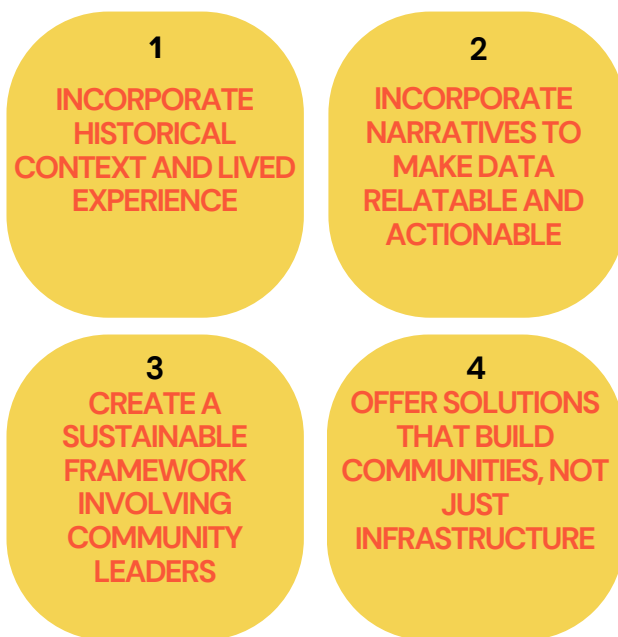 1
INCORPORATE
HISTORICAL
CONTEXT AND LIVED
EXPERIENCE
2
INCORPORATE
NARRATIVES TO
MAKE DATA
RELATABLE AND
ACTIONABLE
3
CREATE A
SUSTAINABLE
FRAMEWORK
INVOLVING
COMMUNITY
LEADERS
4
OFFER SOLUTIONS
THAT BUILD
COMMUNITIES, NOT
JUST
INFRASTRUCTURE